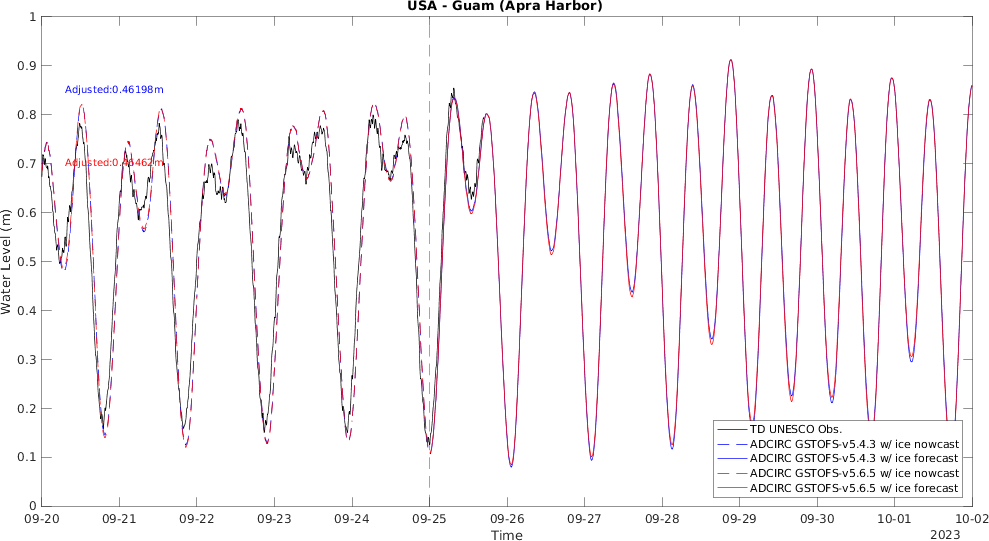 USA - Guam (Apra Harbor)
Water Level (m)
1
0.9
0.8
0.7
0.6
0.5
0.4
0.3
0.2
0.1
0
Adjusted:0.46198m
TD UNESCO Obs.
ADCIRC GSTOFS-v5.4.3 w/ ice nowcast
ADCIRC GSTOFS-v5.4.3 w/ ice forecast
ADCIRC GSTOFS-v5.6.5 w/ ice nowcast
ADCIRC GSTOFS-v5.6.5 w/ ice forecast
09-20 09-21 09-22 09-23 09-24 09-25 09-26 09-27 09-28 09-29 09-30 10-01 10-02
Time
2023